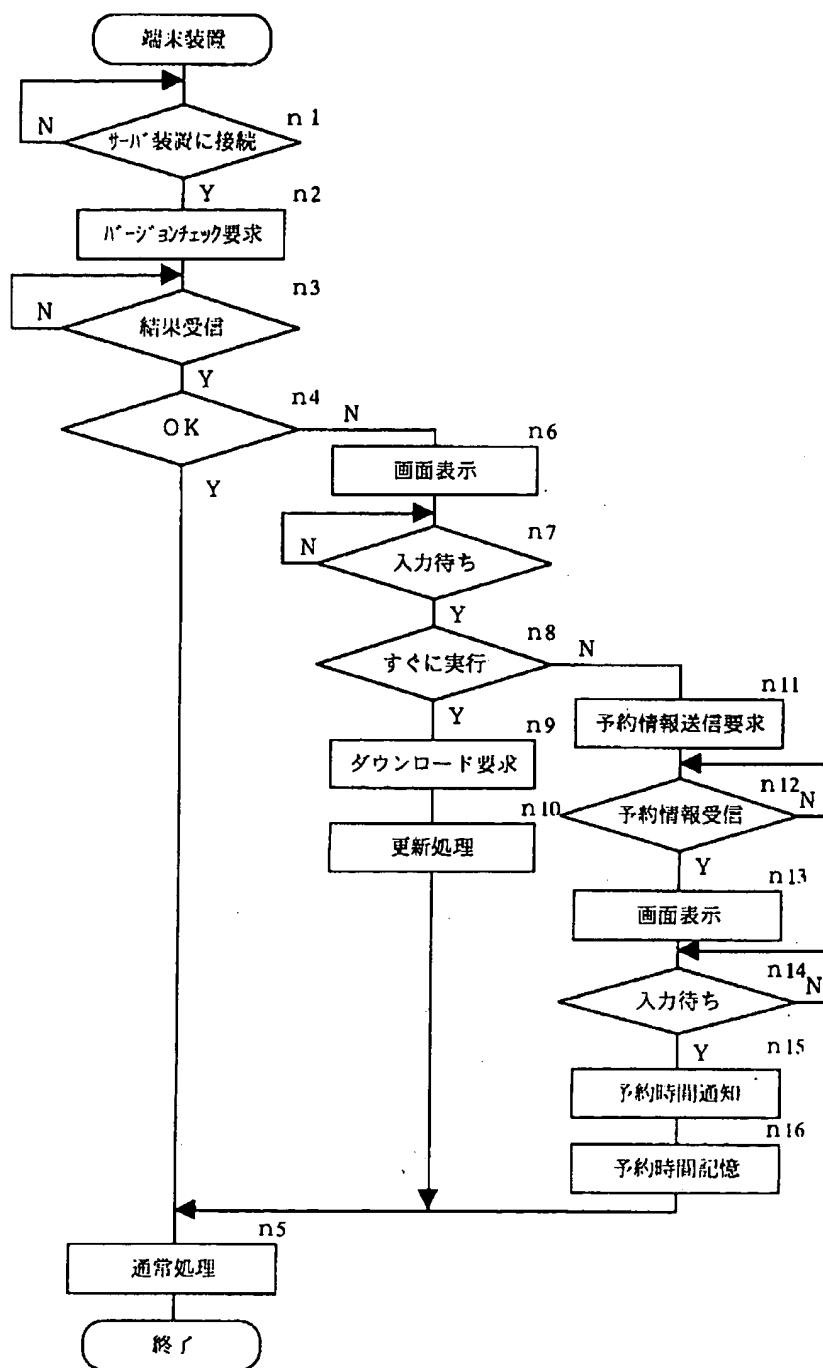 端末装置
n1
N
サーバ装置に接続
Y
n2
バージョンチェック要求
n3
N
結果受信
Y
n4
OK
N
Y
n6
画面表示
n7
N
入力待ち
Y
n8
すぐに実行
N
Y
n9
ダウンロード要求
n10
更新処理
n11
予約情報送信要求
n12
予約情報受信
N
Y
n13
画面表示
n14
入力待ち
N
Y
n15
予約時間通知
n16
予約時間記憶
n5
通常処理
終了